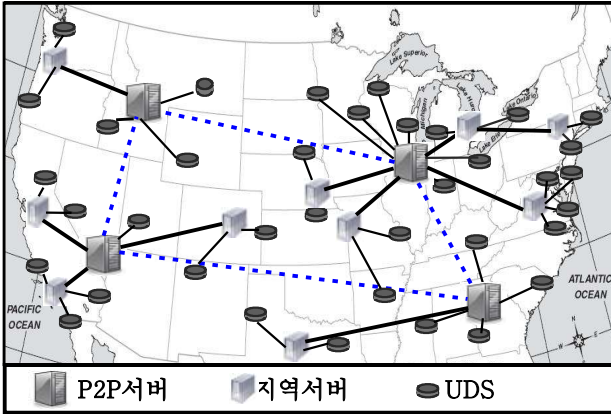 Lake Superior
Michigan
Lake Huron
Lake Ontario
Lake Erie
PACIFIC
OCEAN
ATLANTIC
OCEAN
N
P2P서버
지역서버
UDS